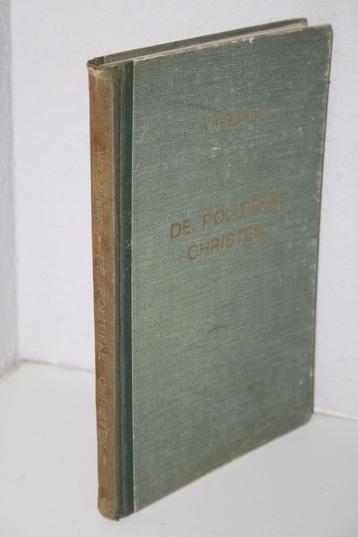 DE POLITIEKE
CHRISTEN
DE POLITIEKE CHRISTEN